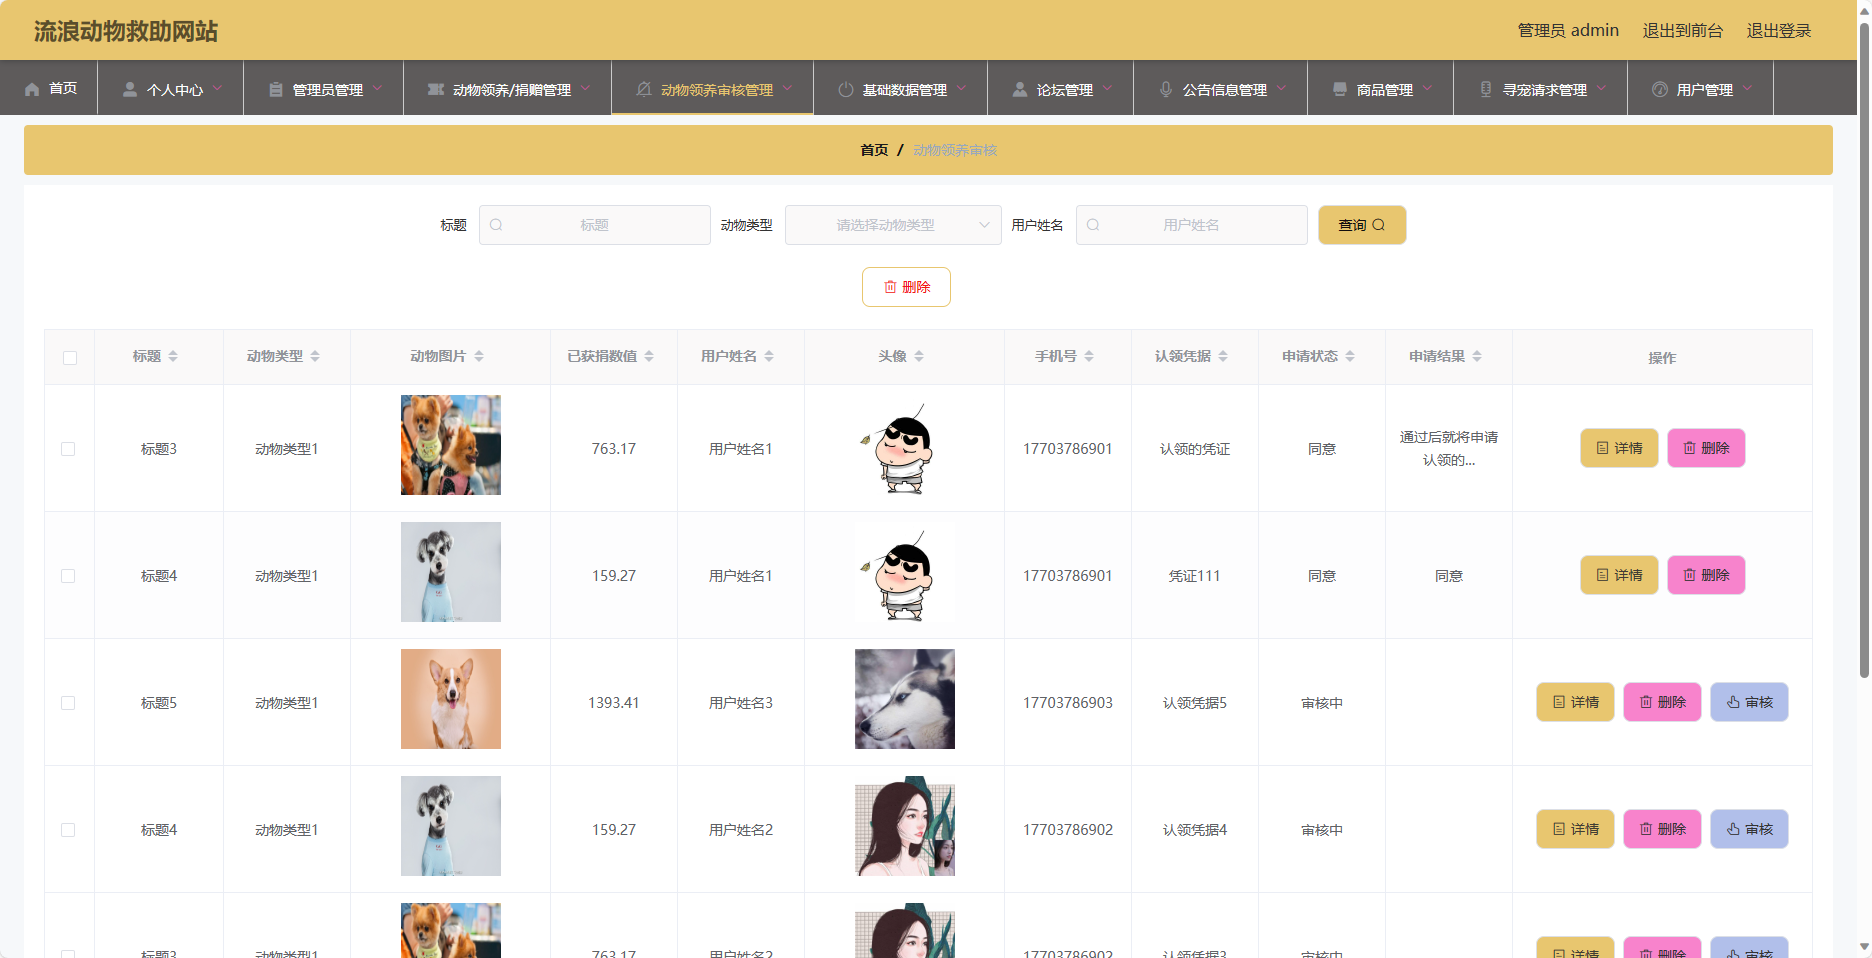 流浪动物救助网站
管理员 admin 退出到前台 退出登录
首页 个人中心 管理员管理 动物领养/捐赠管理 动物领养审核管理 基础数据管理 论坛管理 公告信息管理 商品管理 寻宠请求管理 用户管理
首页 / 动物领养审核
标题 标题 动物类型 请选择动物类型 用户姓名 用户姓名 查询
删除
标题 动物类型 动物图片 已获捐数值 用户姓名 头像 手机号 认领凭据 申请状态 申请结果 操作
标题3 动物类型1 763.17 用户姓名1 17703786901 认领的凭证 同意 通过后就将申请 详情 删除
认领的...
标题4 动物类型1 159.27 用户姓名1 17703786901 凭证111 同意 同意 详情 删除
标题5 动物类型1 1393.41 用户姓名3 17703786903 认领凭据5 审核中 详情 删除 审核
标题4 动物类型1 159.27 用户姓名2 17703786902 认领凭据4 审核中 详情 删除 审核
标题3 动物类型1 763.17 用户姓名2 17703786902 认领凭据3 审核中 详情 删除 审核